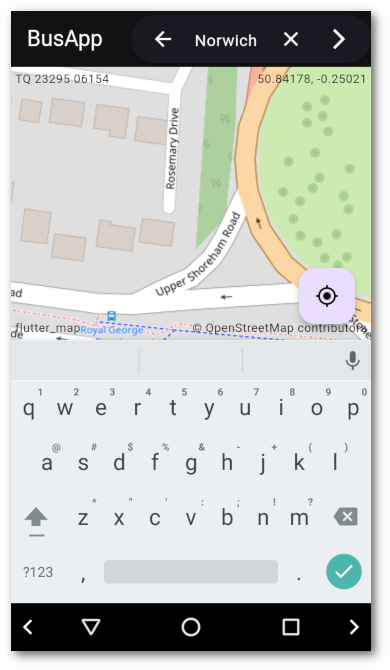 BusApp
Norwich
TQ 23295 06154
50.84178, -0.25021
Rosemary Drive
Upper Shoreham Road
ad
flutter_map
Royal George
© OpenStreetMap contributors
1 2 3 4 5 6 7 8 9 0
q w e r t y u i o p
@ # $ % & - + ( )
a s d f g h j k l
* " ' : ; ! ?
z x c v b n m
?123 , .